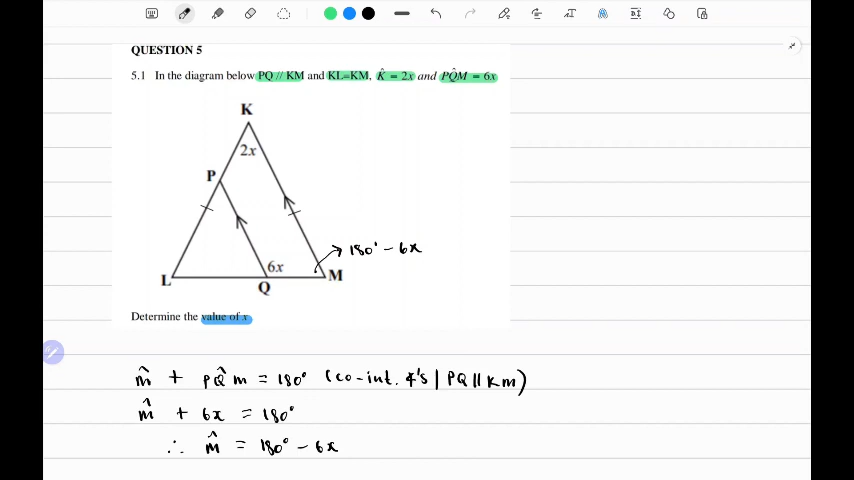 QUESTION 5
5.1 In the diagram below PQ // KM and KL=KM, K̂ = 2x and PQ̂M = 6x
K
2x
P
180° - 6x
6x
L
M
Q
Determine the value of x
m̂ + PQ̂m = 180° (co-int. ∢'s | PQ || Km)
m̂ + 6x = 180°
∴ m̂ = 180° - 6x